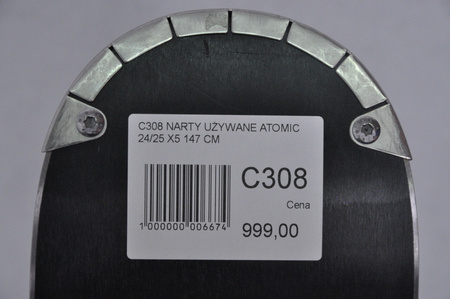 C308 NARTY UŻYWANE ATOMIC
24/25 X5 147 CM
C308
Cena
999,00
1 000000 006674